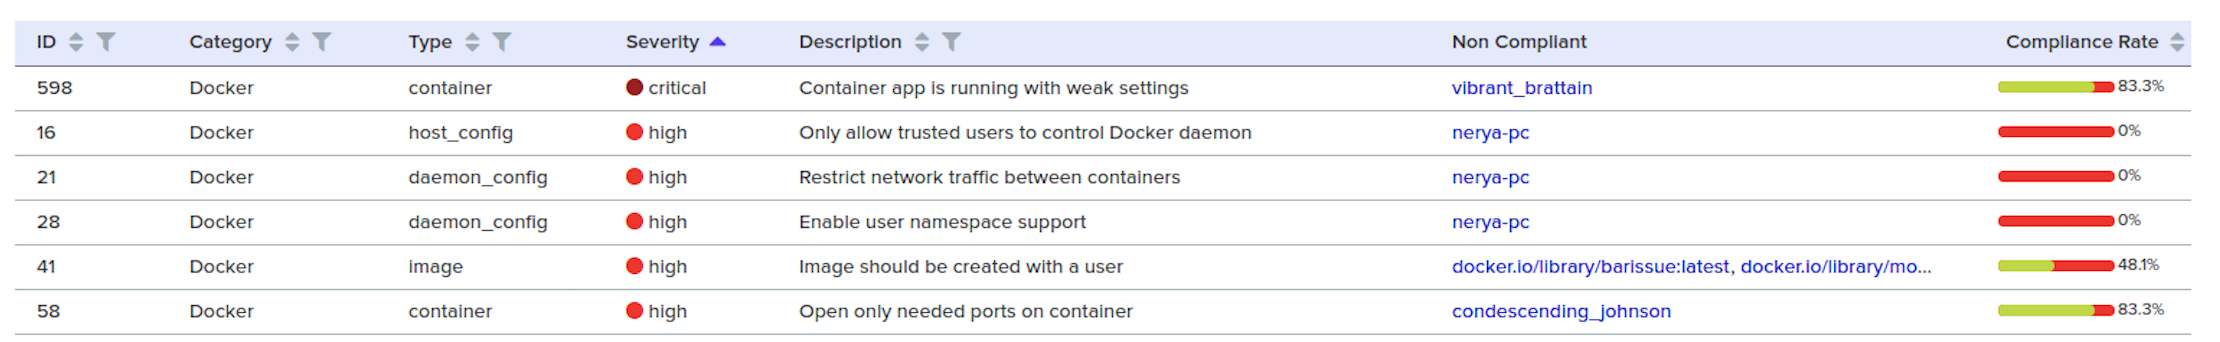 ID Category Type Severity Description Non Compliant Compliance Rate
598 Docker container critical Container app is running with weak settings vibrant_brattain 83.3%
16 Docker host_config high Only allow trusted users to control Docker daemon nerya-pc 0%
21 Docker daemon_config high Restrict network traffic between containers nerya-pc 0%
28 Docker daemon_config high Enable user namespace support nerya-pc 0%
41 Docker image high Image should be created with a user docker.io/library/barissue:latest, docker.io/library/mo... 48.1%
58 Docker container high Open only needed ports on container condescending_johnson 83.3%